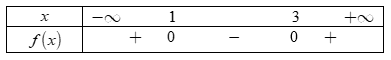 x −∞ 1 3 +∞
f(x) + 0 − 0 +